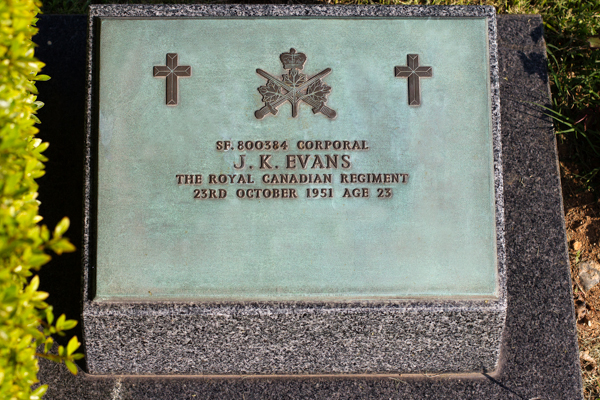 SF. 800384 CORPORAL
J. K. EVANS
THE ROYAL CANADIAN REGIMENT
23RD OCTOBER 1951 AGE 23